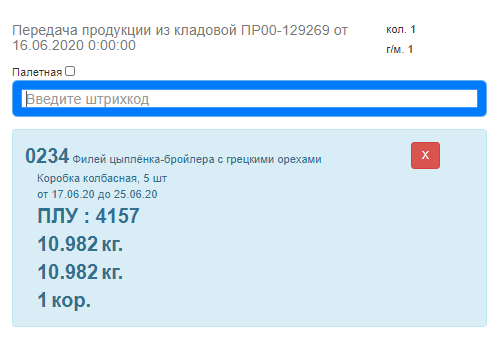 Передача продукции из кладовой ПР00-129269 от
16.06.2020 0:00:00
кол. 1
г/м. 1
Палетная
Введите штрихкод
0234 Филей цыплёнка-бройлера с грецкими орехами
X
Коробка колбасная, 5 шт
от 17.06.20 до 25.06.20
ПЛУ : 4157
10.982 кг.
10.982 кг.
1 кор.